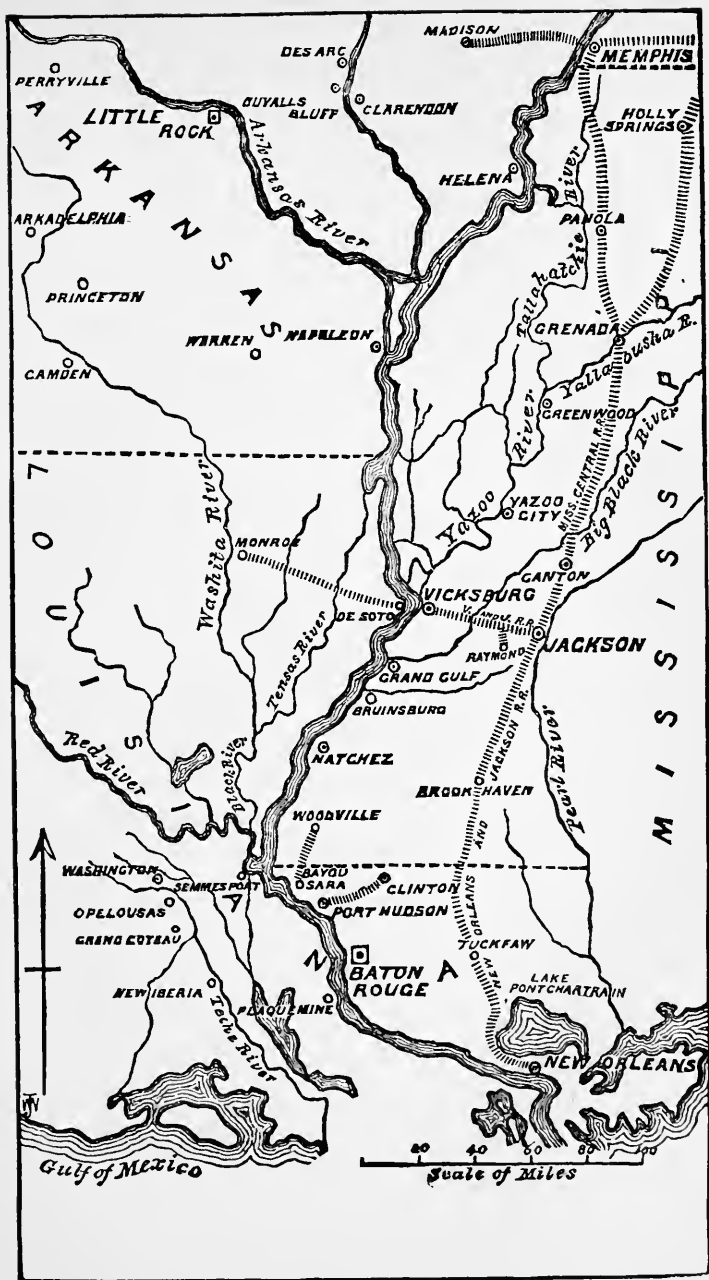 MADISON
MEMPHIS
DES ARC
PERRYVILLE
DUYALLS
BLUFF
CLARENDON
LITTLE
ROCK
HOLLY
SPRINGS
Arkansas River
ARKANSAS
HELENA
River
Tallahatchie
ARKADELPHIA
PANOLA
PRINCETON
GRENADA
Yallabusha R.
WARREN
NAPOLEON
CAMDEN
GREENWOOD
River
Yazoo
MISS. CENTRAL R.R.
Big Black River
MISSISSIPP
LOUISIANA
Washita River
YAZOO
CITY
MONROE
CANTON
VICKSBURG
DE SOTO
V. AND J. R.R.
JACKSON
RAYMOND
Tensas River
GRAND GULF
BRUINSBURG
Red River
Black River
NATCHEZ
Pearl River
BROOKHAVEN
NEW ORLEANS AND JACKSON R.R.
WOODVILLE
WASHINGTON
SEMMESPORT
BAYOU
SARA
CLINTON
PORT HUDSON
OPELOUSAS
GRAND COTEAU
BATON
ROUGE
TUCKFAW
NEW IBERIA
Teche River
PLAQUEMINE
LAKE
PONTCHARTRAIN
NEW ORLEANS
Gulf of Mexico
20 40 60 80 100
Scale of Miles